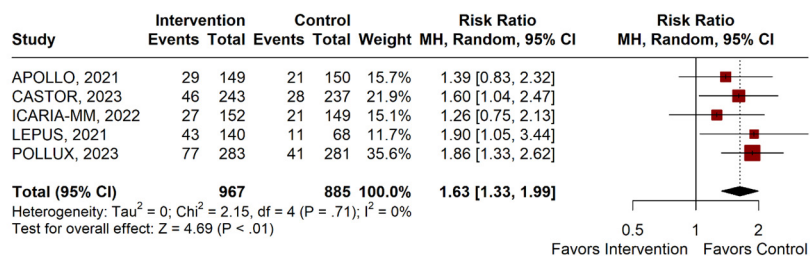 Intervention Control Risk Ratio Risk Ratio
Study Events Total Events Total Weight MH, Random, 95% CI MH, Random, 95% CI
APOLLO, 2021 29 149 21 150 15.7% 1.39 [0.83, 2.32]
CASTOR, 2023 46 243 28 237 21.9% 1.60 [1.04, 2.47]
ICARIA-MM, 2022 27 152 21 149 15.1% 1.26 [0.75, 2.13]
LEPUS, 2021 43 140 11 68 11.7% 1.90 [1.05, 3.44]
POLLUX, 2023 77 283 41 281 35.6% 1.86 [1.33, 2.62]
Total (95% CI) 967 885 100.0% 1.63 [1.33, 1.99]
Heterogeneity: Tau² = 0; Chi² = 2.15, df = 4 (P = .71); I² = 0%
Test for overall effect: Z = 4.69 (P < .01)
0.5 1 2
Favors Intervention Favors Control